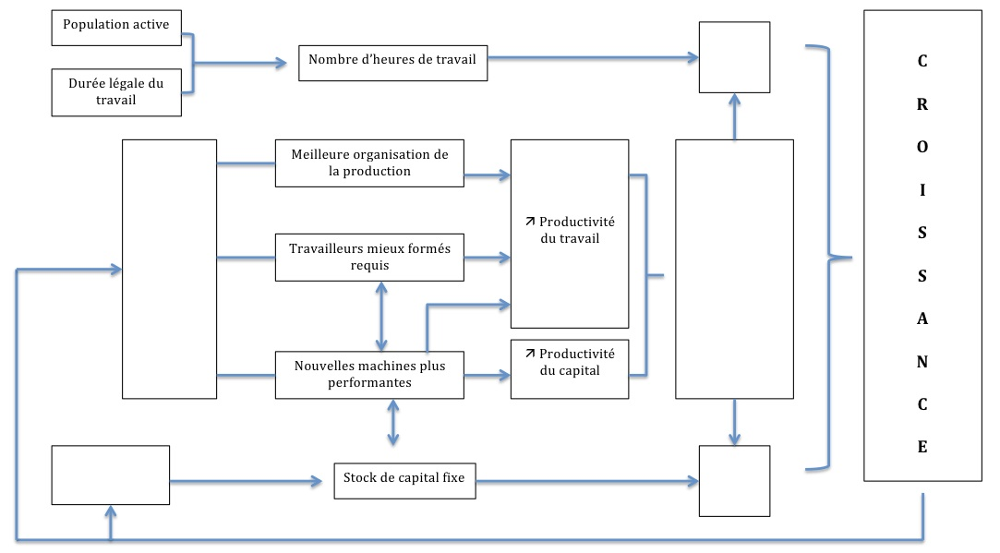 Population active
Durée légale du
travail
Nombre d’heures de travail
Meilleure organisation de
la production
Travailleurs mieux formés
requis
Nouvelles machines plus
performantes
↗ Productivité
du travail
↗ Productivité
du capital
Stock de capital fixe
C
R
O
I
S
S
A
N
C
E